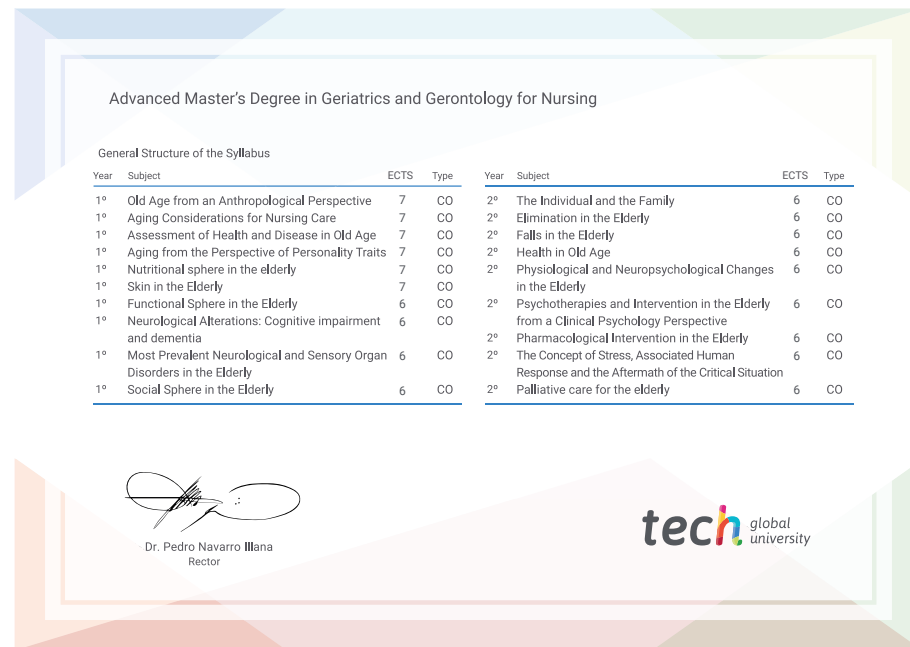 Advanced Master's Degree in Geriatrics and Gerontology for Nursing
General Structure of the Syllabus
Year Subject ECTS Type
1º Old Age from an Anthropological Perspective 7 CO
1º Aging Considerations for Nursing Care 7 CO
1º Assessment of Health and Disease in Old Age 7 CO
1º Aging from the Perspective of Personality Traits 7 CO
1º Nutritional sphere in the elderly 7 CO
1º Skin in the Elderly 7 CO
1º Functional Sphere in the Elderly 6 CO
1º Neurological Alterations: Cognitive impairment 6 CO
and dementia
1º Most Prevalent Neurological and Sensory Organ 6 CO
Disorders in the Elderly
1º Social Sphere in the Elderly 6 CO
Year Subject ECTS Type
2º The Individual and the Family 6 CO
2º Elimination in the Elderly 6 CO
2º Falls in the Elderly 6 CO
2º Health in Old Age 6 CO
2º Physiological and Neuropsychological Changes 6 CO
in the Elderly
2º Psychotherapies and Intervention in the Elderly 6 CO
from a Clinical Psychology Perspective
2º Pharmacological Intervention in the Elderly 6 CO
2º The Concept of Stress, Associated Human 6 CO
Response and the Aftermath of the Critical Situation
2º Palliative care for the elderly 6 CO
Dr. Pedro Navarro Illana
Rector
tech global
university